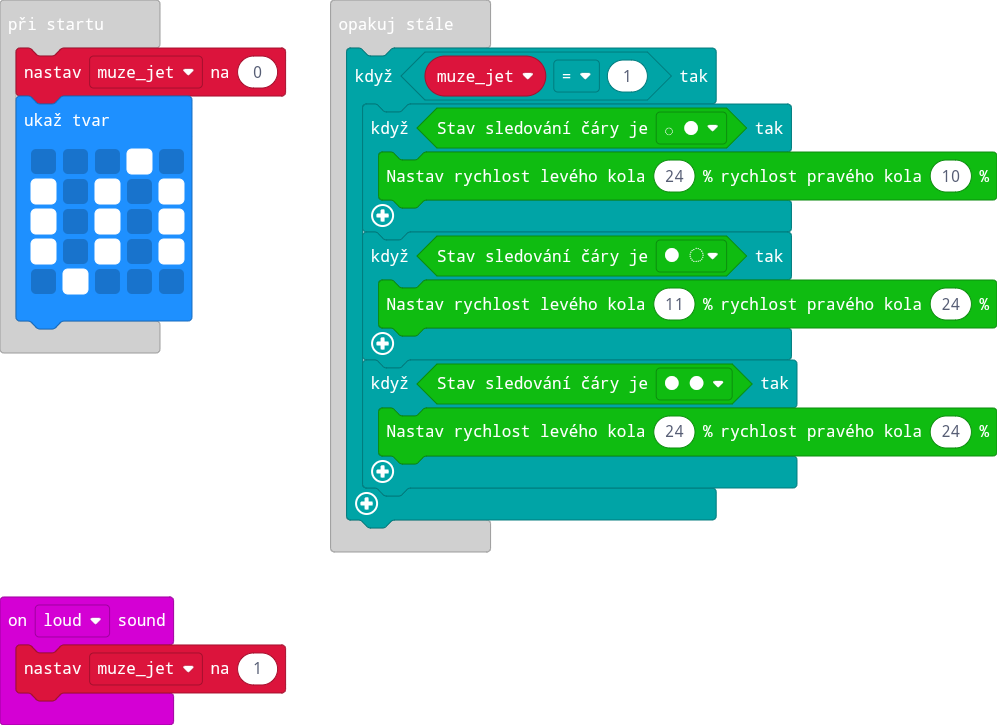 při startu
nastav muze_jet na 0
ukaž tvar
opakuj stále
když muze_jet = 1 tak
když Stav sledování čáry je tak
Nastav rychlost levého kola 24 % rychlost pravého kola 10 %
když Stav sledování čáry je tak
Nastav rychlost levého kola 11 % rychlost pravého kola 24 %
když Stav sledování čáry je tak
Nastav rychlost levého kola 24 % rychlost pravého kola 24 %
on loud sound
nastav muze_jet na 1